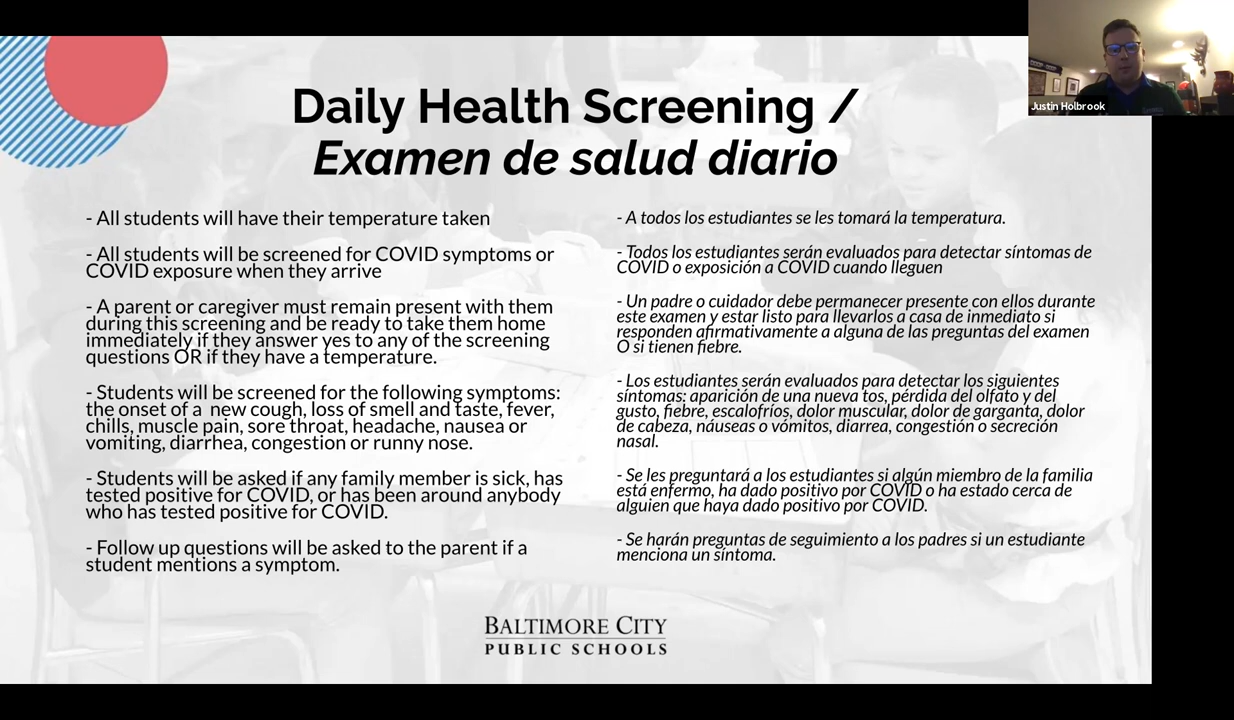 Justin Holbrook
Daily Health Screening /
Examen de salud diario
- All students will have their temperature taken
- All students will be screened for COVID symptoms or
COVID exposure when they arrive
- A parent or caregiver must remain present with them
during this screening and be ready to take them home
immediately if they answer yes to any of the screening
questions OR if they have a temperature.
- Students will be screened for the following symptoms:
the onset of a new cough, loss of smell and taste, fever,
chills, muscle pain, sore throat, headache, nausea or
vomiting, diarrhea, congestion or runny nose.
- Students will be asked if any family member is sick, has
tested positive for COVID, or has been around anybody
who has tested positive for COVID.
- Follow up questions will be asked to the parent if a
student mentions a symptom.
- A todos los estudiantes se les tomará la temperatura.
- Todos los estudiantes serán evaluados para detectar síntomas de
COVID o exposición a COVID cuando lleguen
- Un padre o cuidador debe permanecer presente con ellos durante
este examen y estar listo para llevarlos a casa de inmediato si
responden afirmativamente a alguna de las preguntas del examen
O si tienen fiebre.
- Los estudiantes serán evaluados para detectar los siguientes
síntomas: aparición de una nueva tos, pérdida del olfato y del
gusto, fiebre, escalofríos, dolor muscular, dolor de garganta, dolor
de cabeza, náuseas o vómitos, diarrea, congestión o secreción
nasal.
- Se les preguntará a los estudiantes si algún miembro de la familia
está enfermo, ha dado positivo por COVID o ha estado cerca de
alguien que haya dado positivo por COVID.
- Se harán preguntas de seguimiento a los padres si un estudiante
menciona un síntoma.
BALTIMORE CITY
PUBLIC SCHOOLS